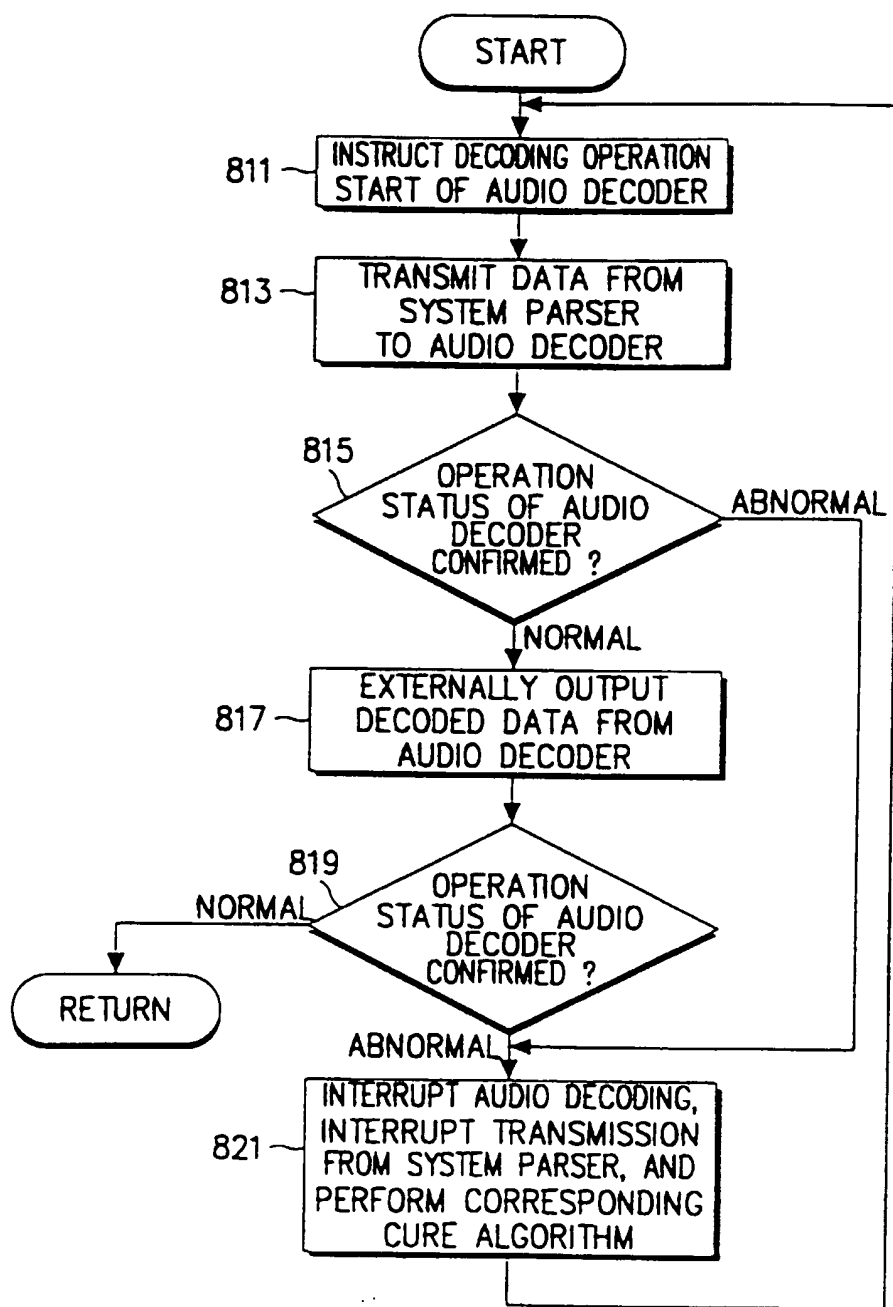 START
811
INSTRUCT DECODING OPERATION
START OF AUDIO DECODER
813
TRANSMIT DATA FROM
SYSTEM PARSER
TO AUDIO DECODER
815
OPERATION
STATUS OF AUDIO
DECODER
CONFIRMED ?
ABNORMAL
NORMAL
817
EXTERNALLY OUTPUT
DECODED DATA FROM
AUDIO DECODER
819
OPERATION
STATUS OF AUDIO
DECODER
CONFIRMED ?
NORMAL
RETURN
ABNORMAL
821
INTERRUPT AUDIO DECODING,
INTERRUPT TRANSMISSION
FROM SYSTEM PARSER, AND
PERFORM CORRESPONDING
CURE ALGORITHM